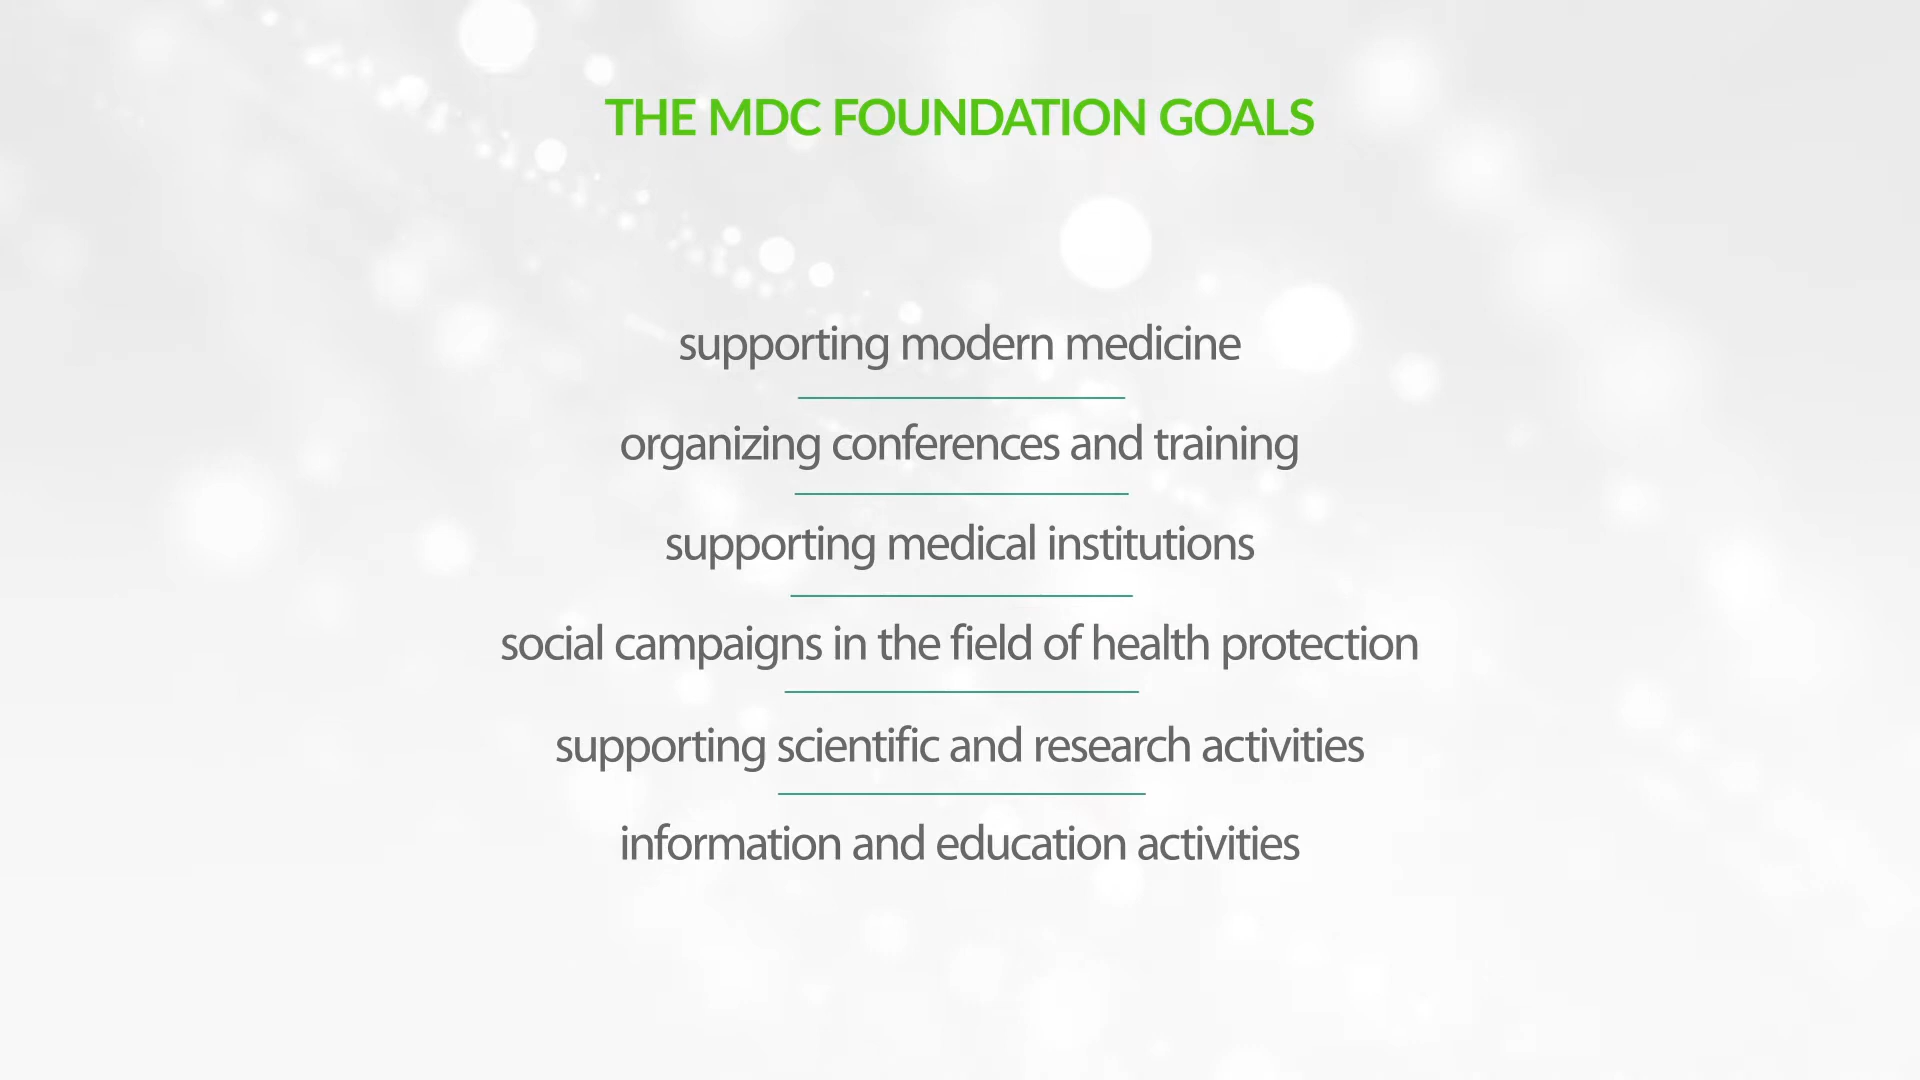 THE MDC FOUNDATION GOALS
supporting modern medicine
organizing conferences and training
supporting medical institutions
social campaigns in the field of health protection
supporting scientific and research activities
information and education activities